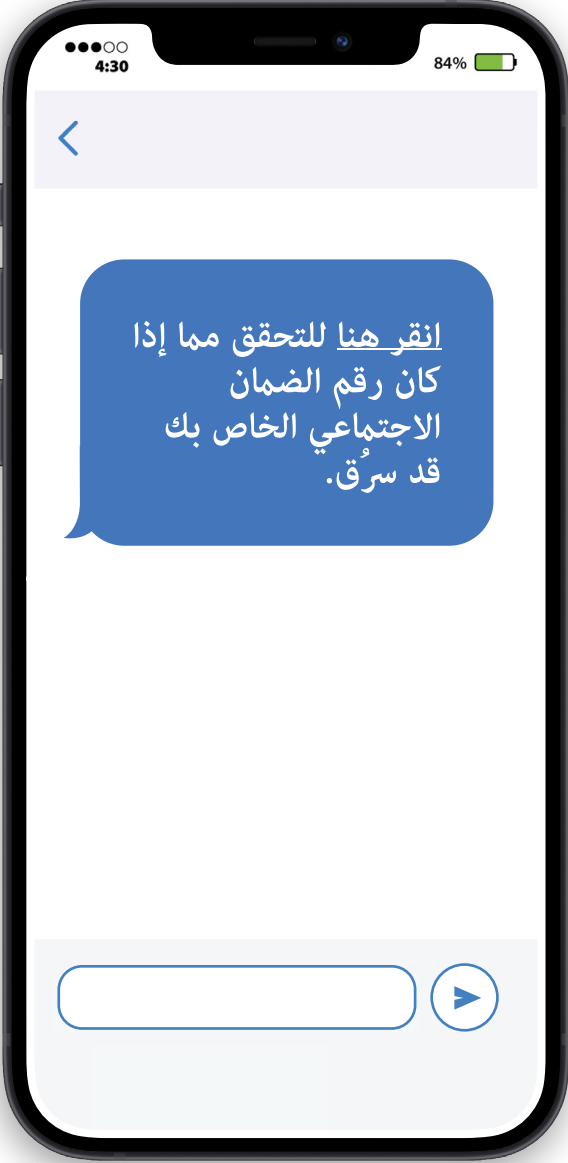 4:30
84%
انقر هنا للتحقق مما إذا
كان رقم الضمان
الاجتماعي الخاص بك
قد سرُق.